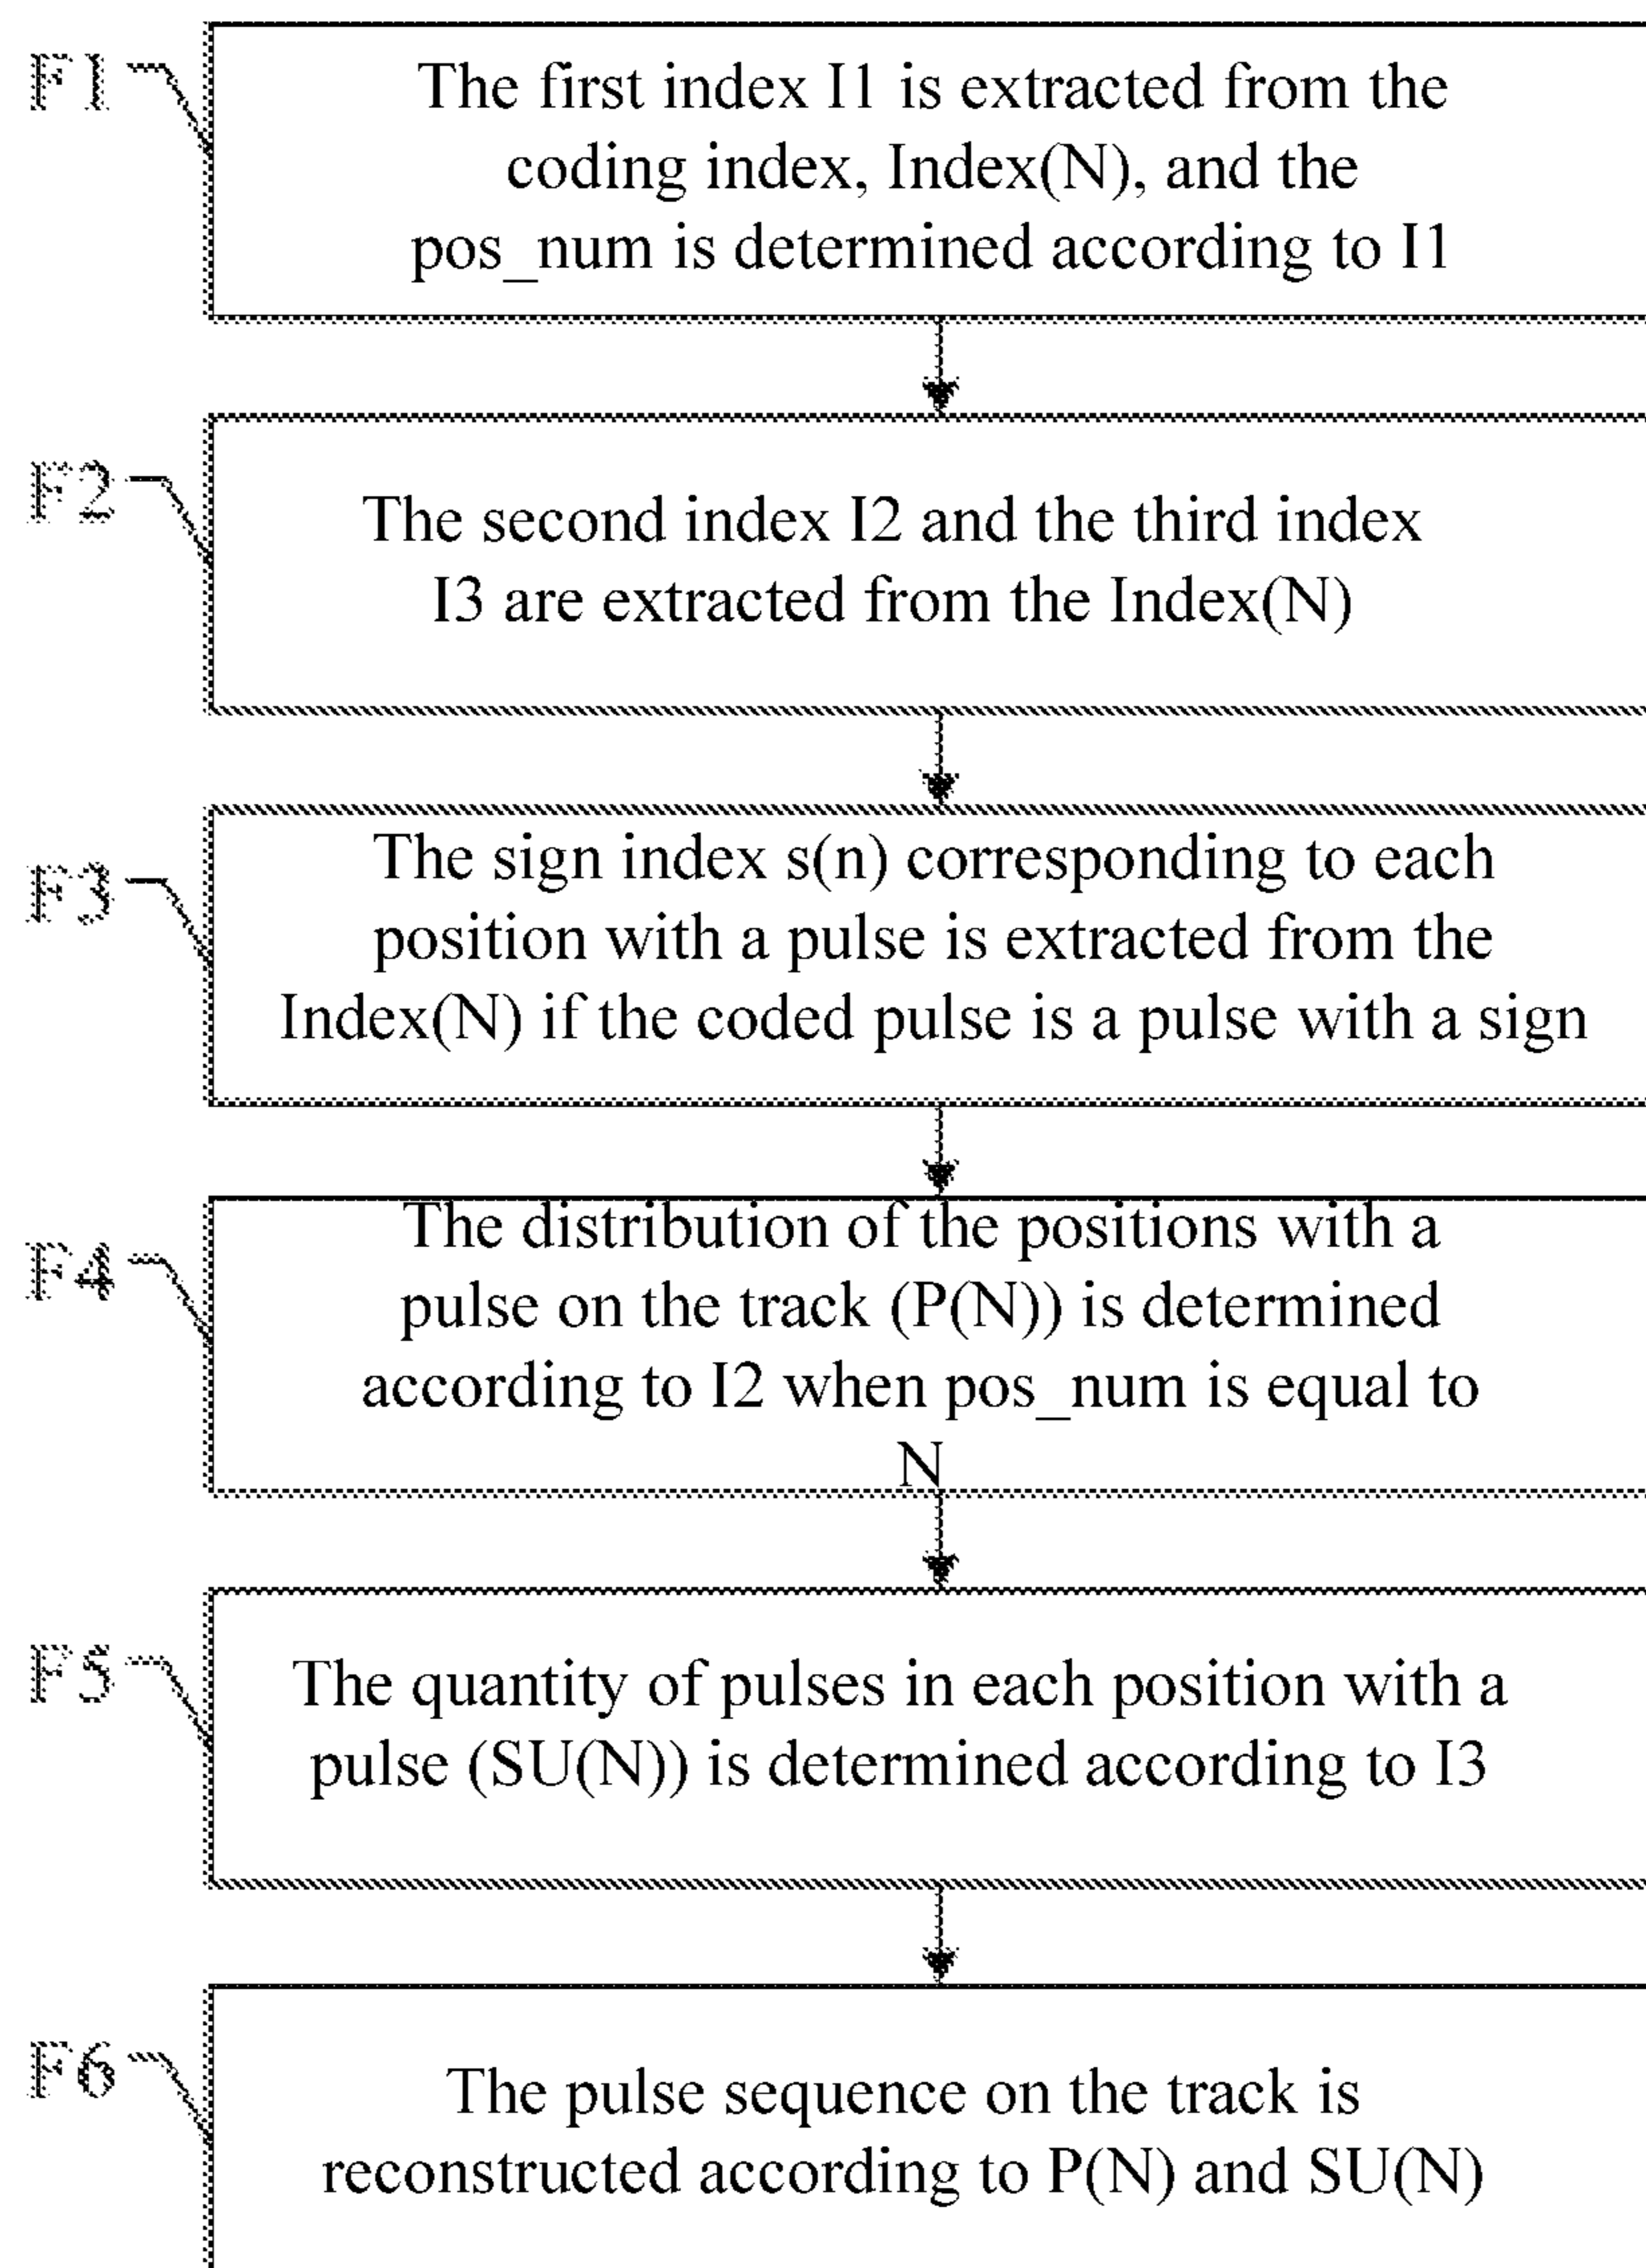 F1
The first index I1 is extracted from the
coding index, Index(N), and the
pos_num is determined according to I1
F2
The second index I2 and the third index
I3 are extracted from the Index(N)
F3
The sign index s(n) corresponding to each
position with a pulse is extracted from the
Index(N) if the coded pulse is a pulse with a sign
F4
The distribution of the positions with a
pulse on the track (P(N)) is determined
according to I2 when pos_num is equal to
N
F5
The quantity of pulses in each position with a
pulse (SU(N)) is determined according to I3
F6
The pulse sequence on the track is
reconstructed according to P(N) and SU(N)